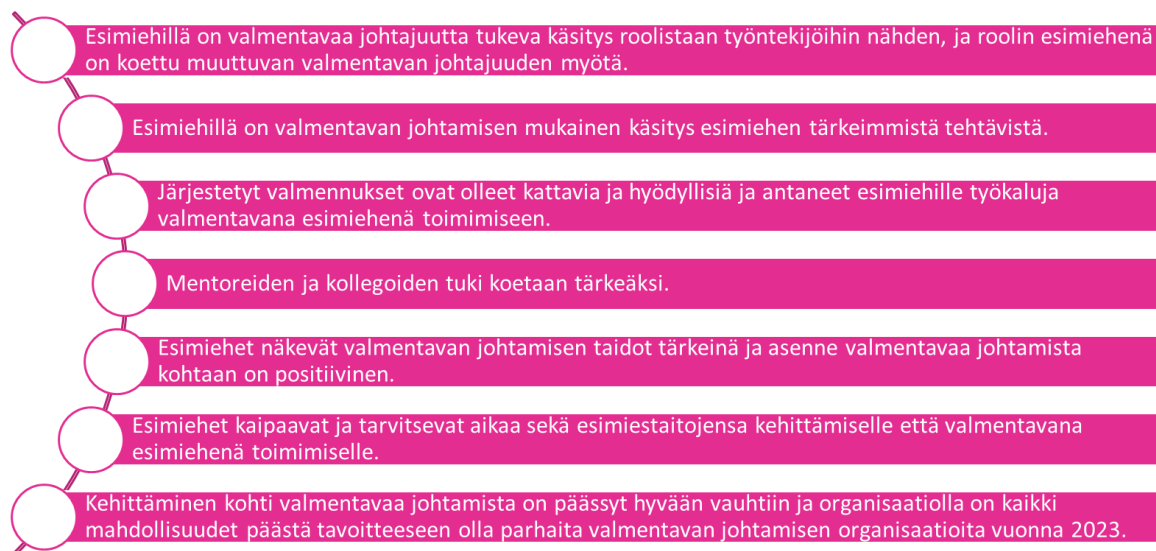 Esimiehillä on valmentavaa johtajuutta tukeva käsitys roolistaan työntekijöihin nähden, ja roolin esimiehenä
on koettu muuttuvan valmentavan johtajuuden myötä.
Esimiehillä on valmentavan johtamisen mukainen käsitys esimiehen tärkeimmistä tehtävistä.
Järjestetyt valmennukset ovat olleet kattavia ja hyödyllisiä ja antaneet esimiehille työkaluja
valmentavana esimiehenä toimimiseen.
Mentoreiden ja kollegoiden tuki koetaan tärkeäksi.
Esimiehet näkevät valmentavan johtamisen taidot tärkeinä ja asenne valmentavaa johtamista
kohtaan on positiivinen.
Esimiehet kaipaavat ja tarvitsevat aikaa sekä esimiestaitojensa kehittämiselle että valmentavana
esimiehenä toimimiselle.
Kehittäminen kohti valmentavaa johtamista on päässyt hyvään vauhtiin ja organisaatiolla on kaikki
mahdollisuudet päästä tavoitteeseen olla parhaita valmentavan johtamisen organisaatioita vuonna 2023.